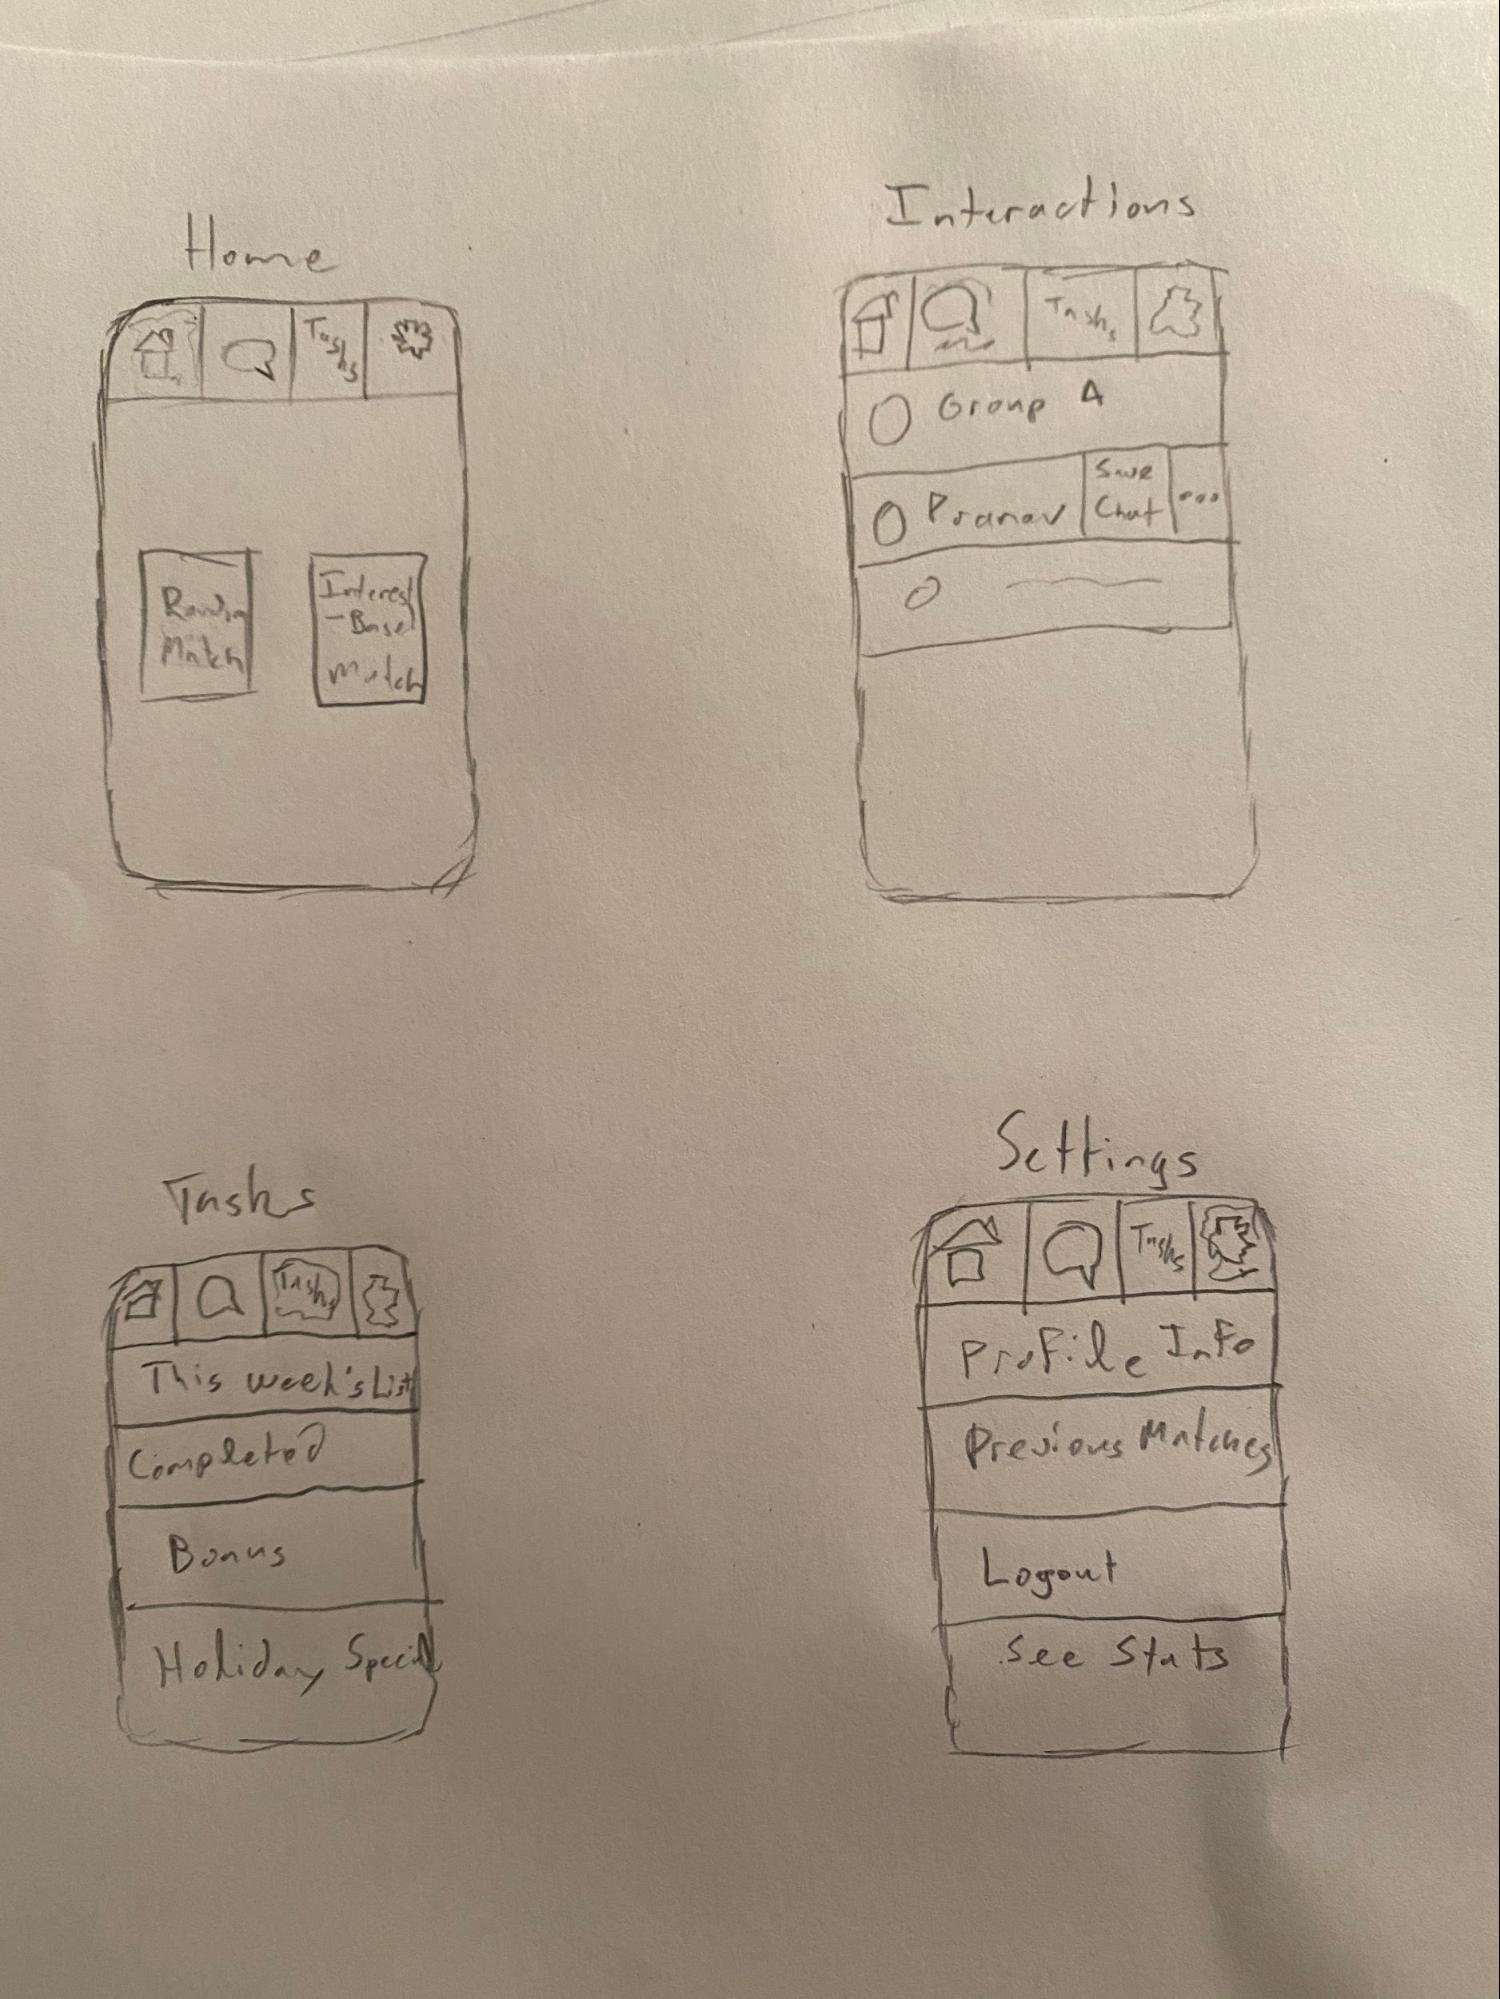 Home
Tasks
Random
Match
Interest
-Based
Match
Interactions
Tasks
Group 4
Pranav
Save
Chat
...
Tasks
Tasks
This week's List
Completed
Bonus
Holiday Special
Settings
Tasks
Profile Info
Previous Matches
Logout
See Stats